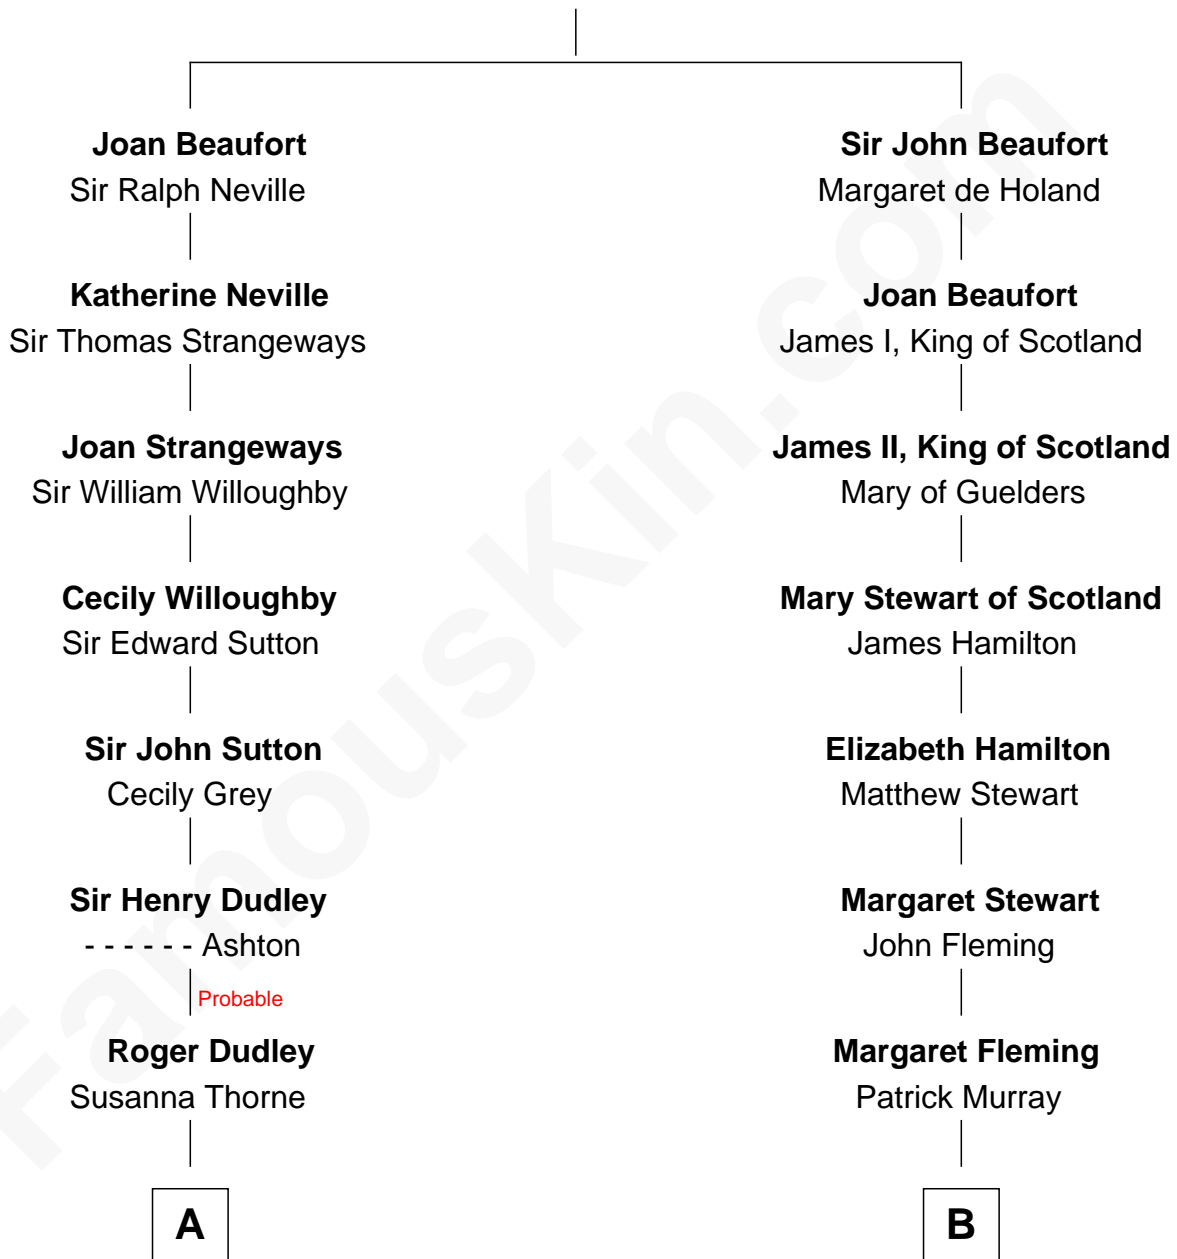 Joan Beaufort
Sir Ralph Neville
Katherine Neville
Sir Thomas Strangeways
Joan Strangeways
Sir William Willoughby
Cecily Willoughby
Sir Edward Sutton
Sir John Sutton
Cecily Grey
Sir Henry Dudley
- - - - - - Ashton
Probable
Roger Dudley
Susanna Thorne
A
Sir John Beaufort
Margaret de Holand
Joan Beaufort
James I, King of Scotland
James II, King of Scotland
Mary of Guelders
Mary Stewart of Scotland
James Hamilton
Elizabeth Hamilton
Matthew Stewart
Margaret Stewart
John Fleming
Margaret Fleming
Patrick Murray
B
FamousKin.com